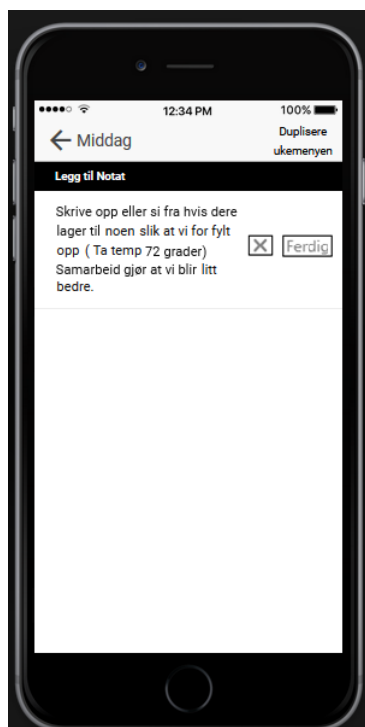 12:34 PM
100%
Middag
Duplisere
ukemenyen
Legg til Notat
Skrive opp eller si fra hvis dere
lager til noen slik at vi for fylt
opp ( Ta temp 72 grader)
Samarbeid gjør at vi blir litt
bedre.
Ferdig